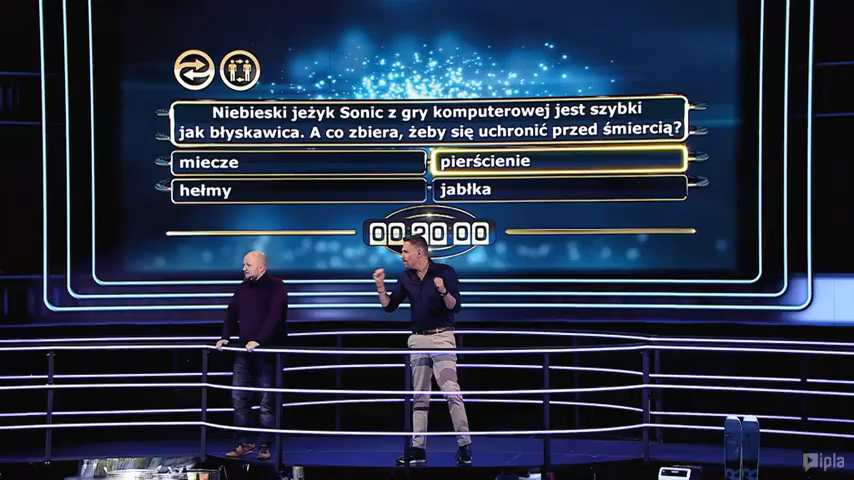 Niebieski jeżyk Sonic z gry komputerowej jest szybki
jak błyskawica. A co zbiera, żeby się uchronić przed śmiercią?
miecze
pierścienie
hełmy
jabłka
00 20 00
ipla